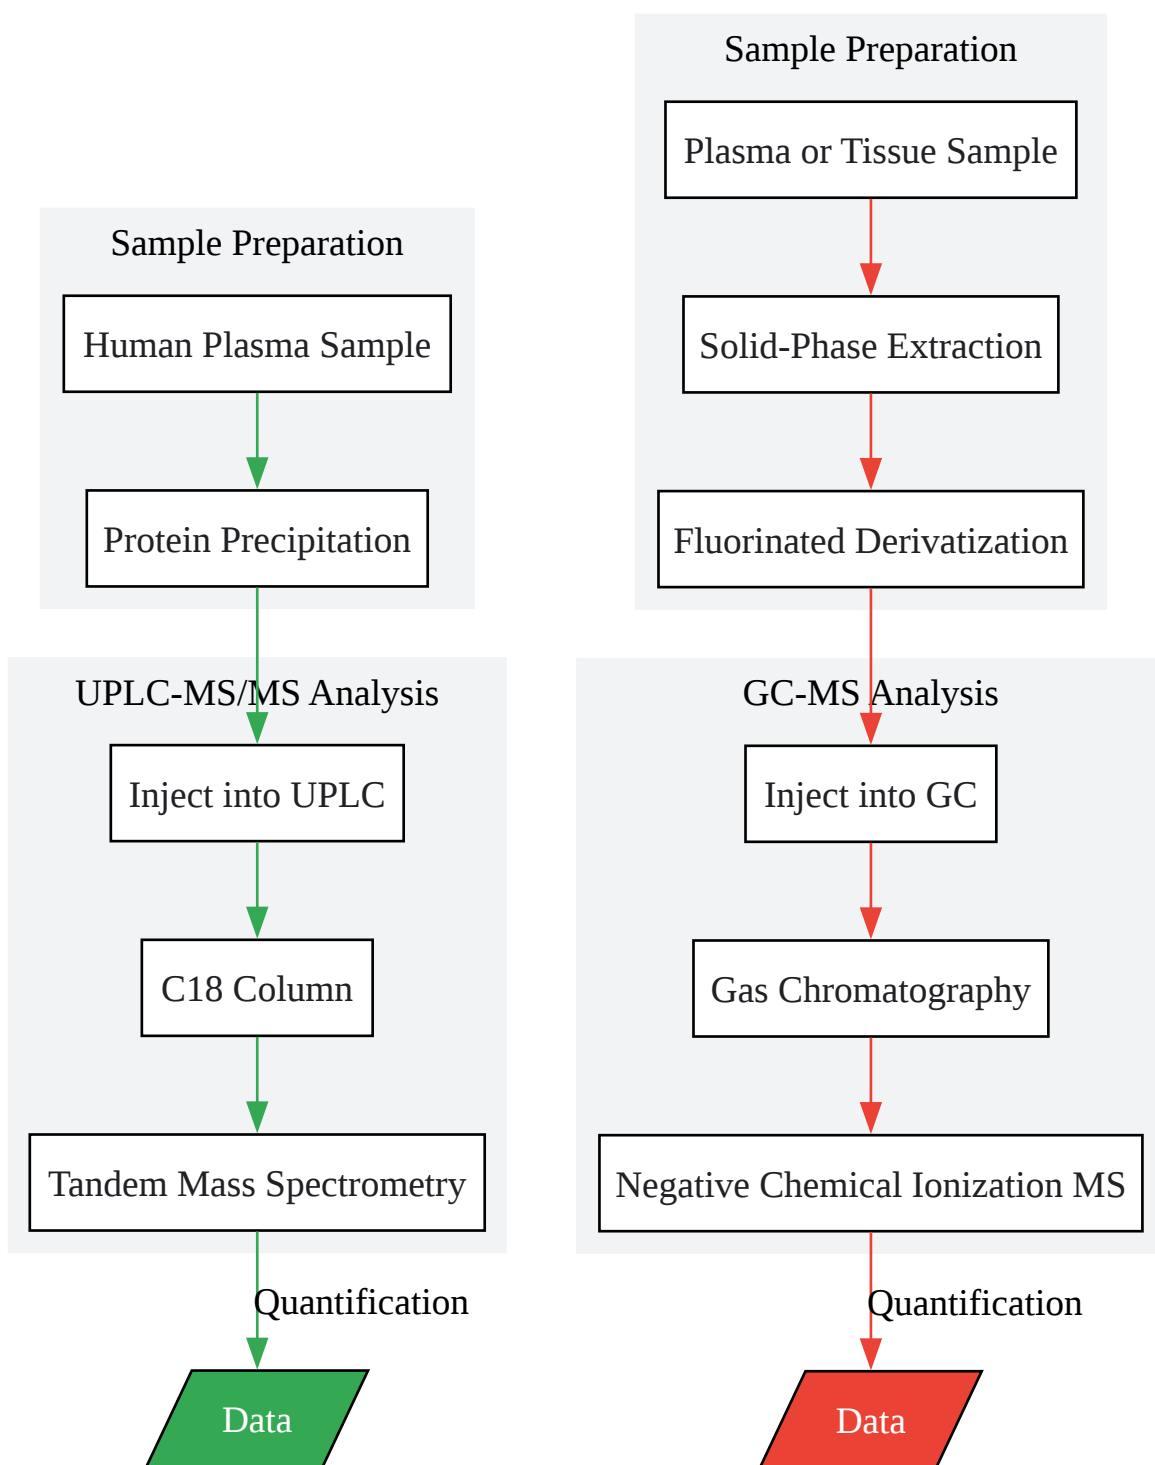 Sample Preparation
Human Plasma Sample
Protein Precipitation
UPLC-MS/MS Analysis
Inject into UPLC
C18 Column
Tandem Mass Spectrometry
Quantification
Data
Sample Preparation
Plasma or Tissue Sample
Solid-Phase Extraction
Fluorinated Derivatization
GC-MS Analysis
Inject into GC
Gas Chromatography
Negative Chemical Ionization MS
Quantification
Data